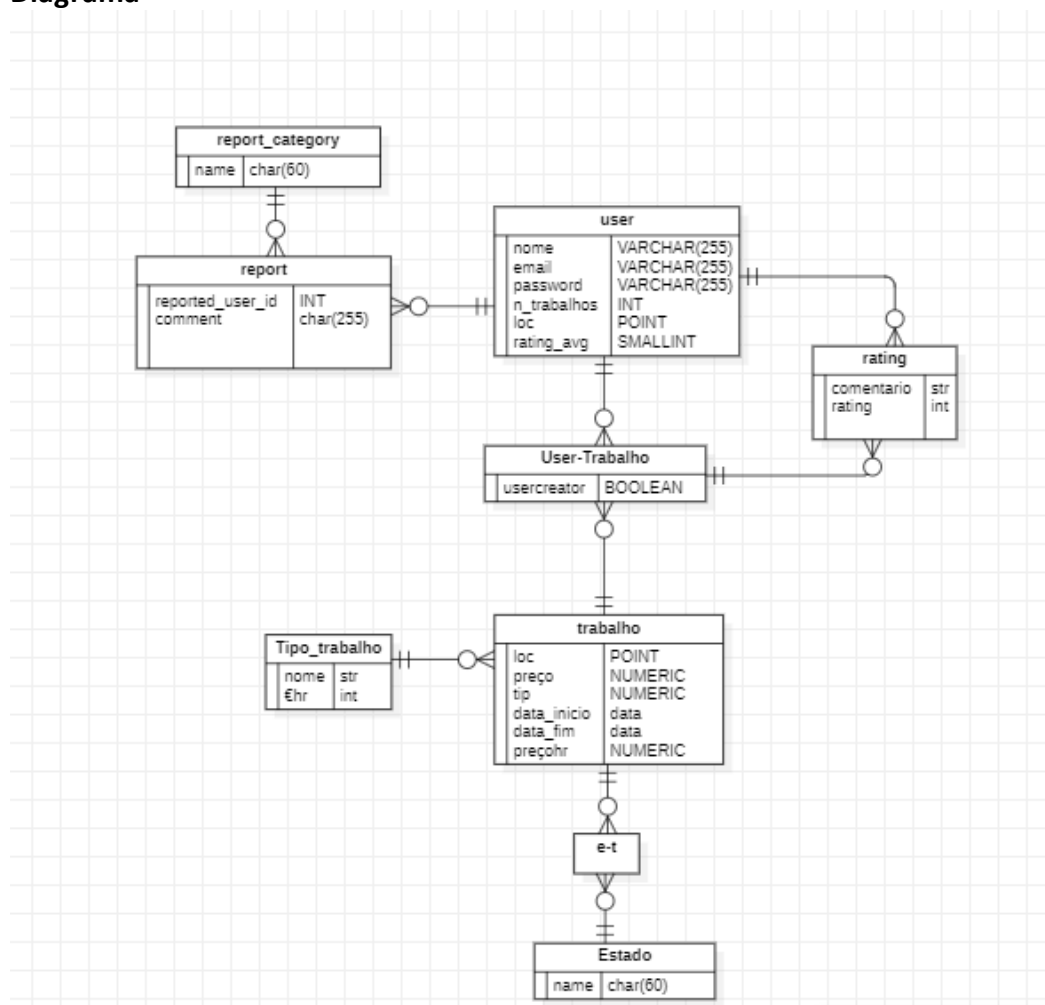 Diagrama
report_category
name char(60)
user
nome VARCHAR(255)
email VARCHAR(255)
password VARCHAR(255)
n_trabalhos INT
loc POINT
rating_avg SMALLINT
report
reported_user_id INT
comment char(255)
rating
comentario str
rating int
User-Trabalho
usercreator BOOLEAN
trabalho
loc POINT
preço NUMERIC
tip NUMERIC
data_inicio data
data_fim data
preçohr NUMERIC
Tipo_trabalho
nome str
€hr int
e-t
Estado
name char(60)